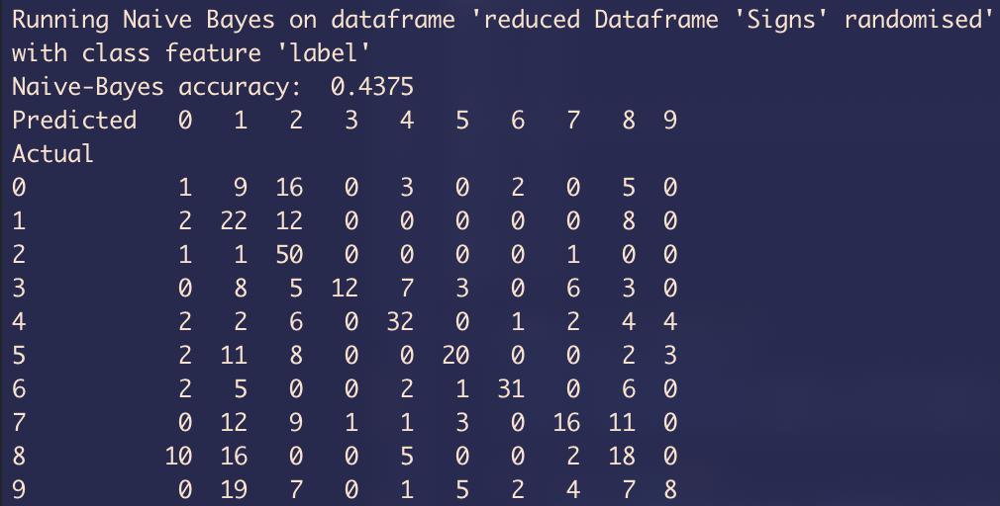 Running Naive Bayes on dataframe 'reduced Dataframe 'Signs' randomised'
with class feature 'label'
Naive-Bayes accuracy:  0.4375
Predicted   0   1   2   3   4   5   6   7   8  9
Actual
0           1   9  16   0   3   0   2   0   5  0
1           2  22  12   0   0   0   0   0   8  0
2           1   1  50   0   0   0   0   1   0  0
3           0   8   5  12   7   3   0   6   3  0
4           2   2   6   0  32   0   1   2   4  4
5           2  11   8   0   0  20   0   0   2  3
6           2   5   0   0   2   1  31   0   6  0
7           0  12   9   1   1   3   0  16  11  0
8          10  16   0   0   5   0   0   2  18  0
9           0  19   7   0   1   5   2   4   7  8